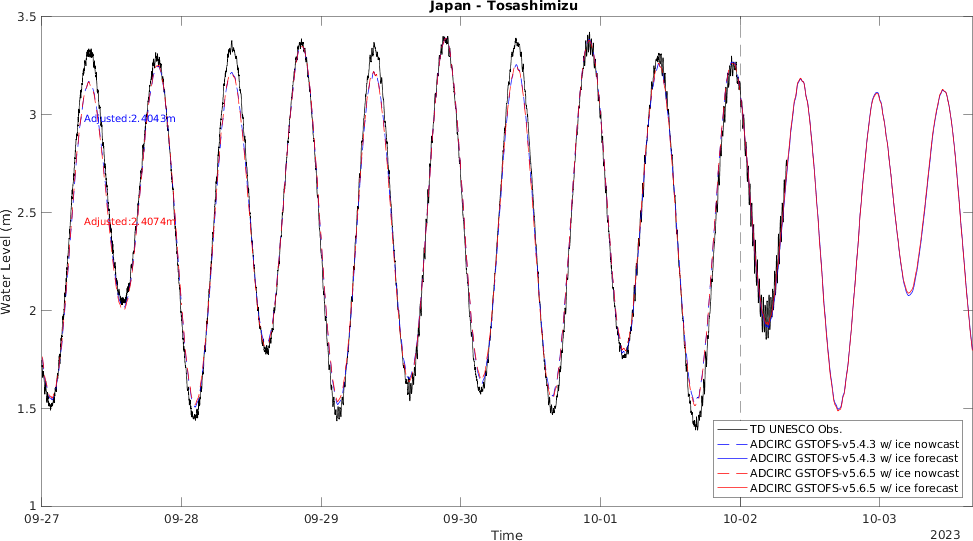 Japan - Tosashimizu
3.5
3
2.5
2
1.5
1
Water Level (m)
Adjusted:2.4043m
Adjusted:2.4074m
TD UNESCO Obs.
ADCIRC GSTOFS-v5.4.3 w/ ice nowcast
ADCIRC GSTOFS-v5.4.3 w/ ice forecast
ADCIRC GSTOFS-v5.6.5 w/ ice nowcast
ADCIRC GSTOFS-v5.6.5 w/ ice forecast
09-27 09-28 09-29 09-30 10-01 10-02 10-03
Time
2023